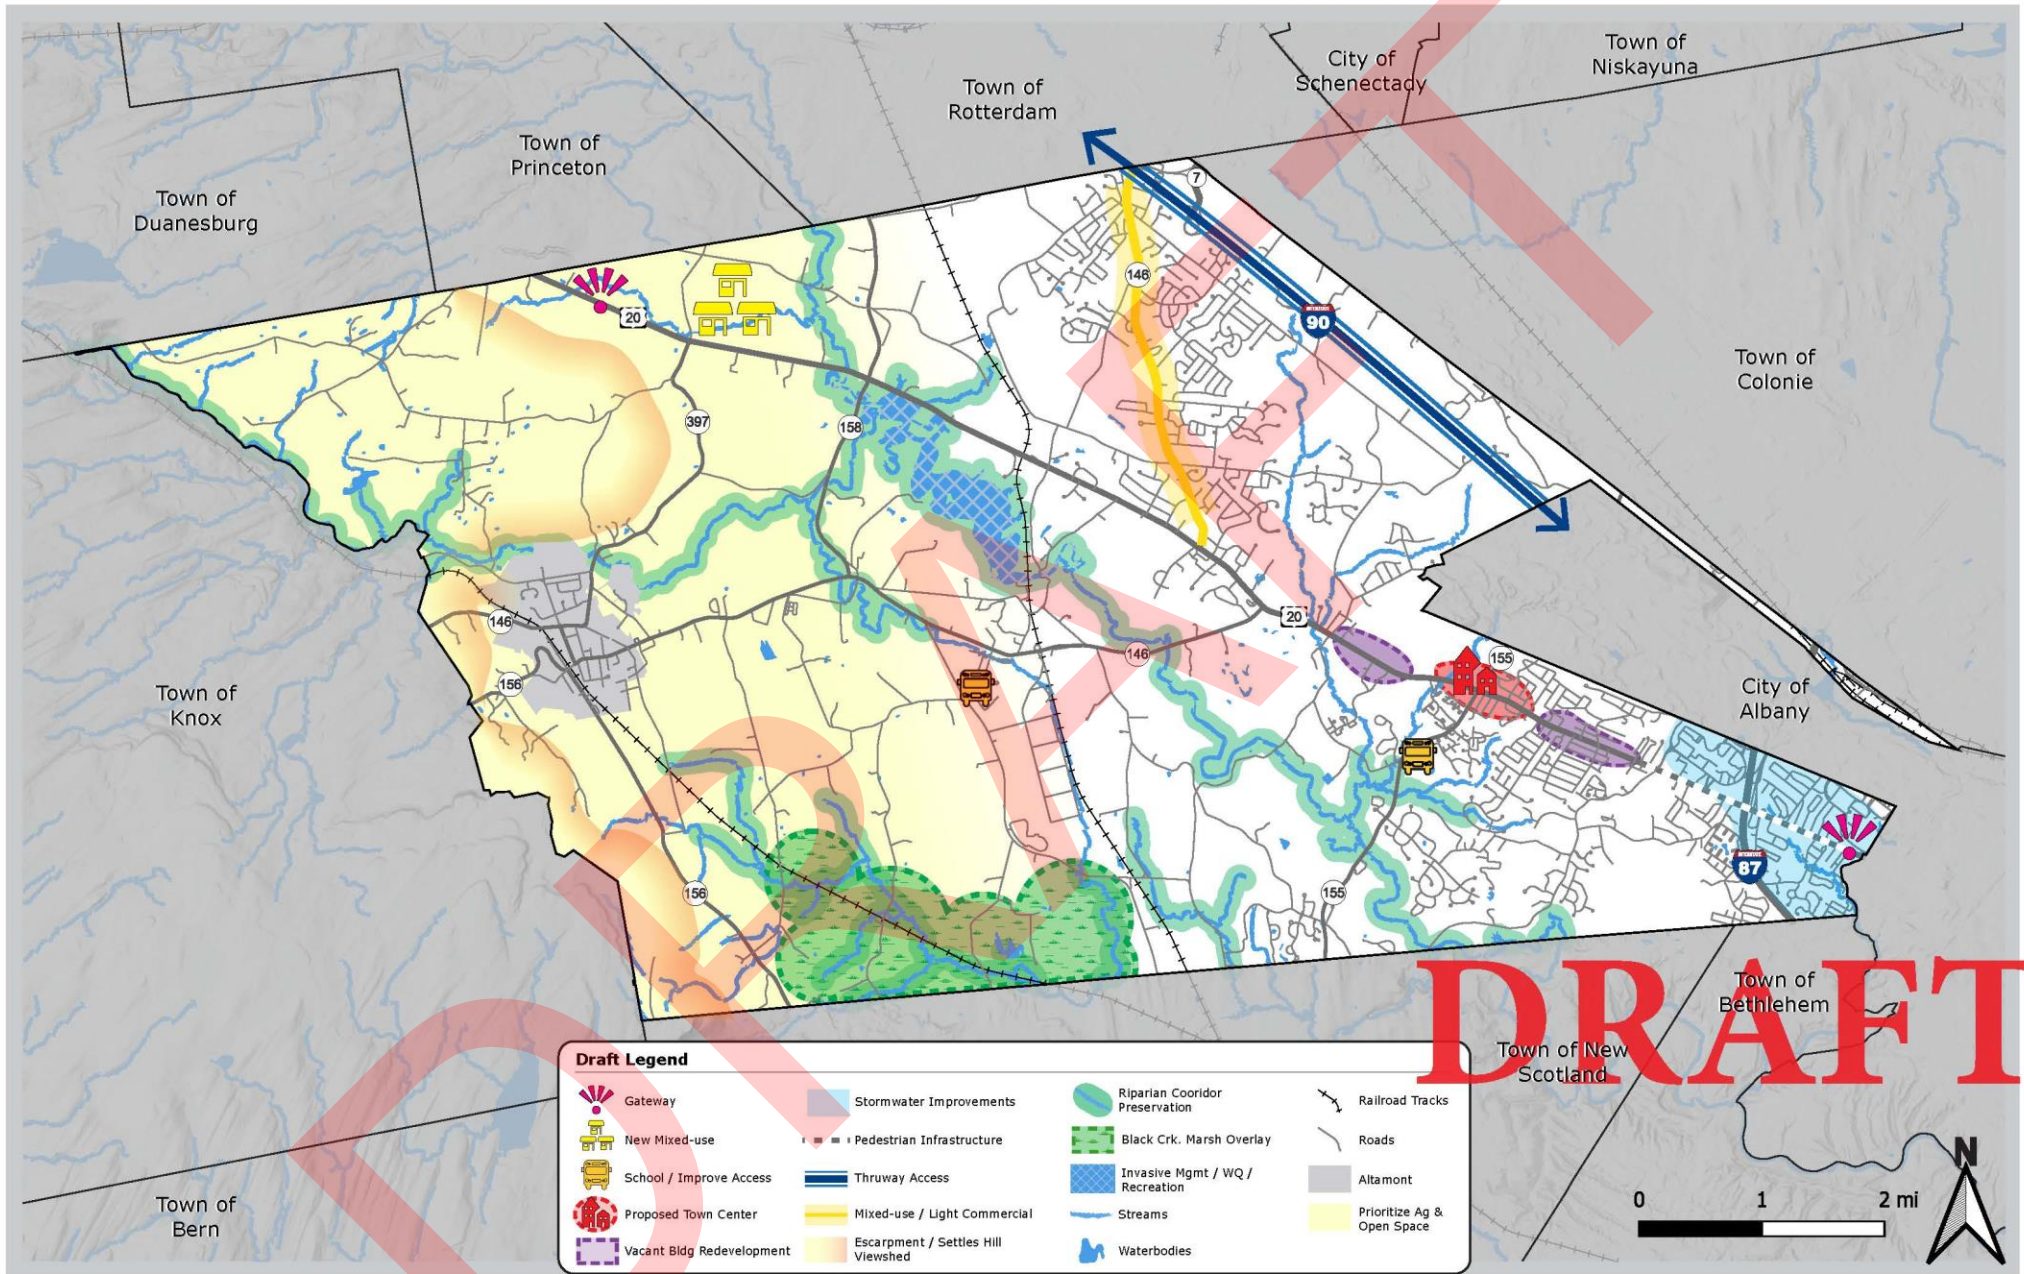 Town of
Niskayuna
City of
Schenectady
Town of
Rotterdam
Town of
Princeton
Town of
Duanesburg
7
146
INTERSTATE
90
20
397
158
Town of
Colonie
146
156
20
146
155
Town of
Knox
City of
Albany
INTERSTATE
87
156
155
DRAFT
DRAFT
Town of
Bethlehem
Town of New
Scotland
Town of
Bern
Draft Legend
Gateway
New Mixed-use
School / Improve Access
Proposed Town Center
Vacant Bldg Redevelopment
Stormwater Improvements
Pedestrian Infrastructure
Thruway Access
Mixed-use / Light Commercial
Escarpment / Settles Hill
Viewshed
Riparian Cooridor
Preservation
Black Crk. Marsh Overlay
Invasive Mgmt / WQ /
Recreation
Streams
Waterbodies
Railroad Tracks
Roads
Altamont
Prioritize Ag &
Open Space
N
0 1 2 mi